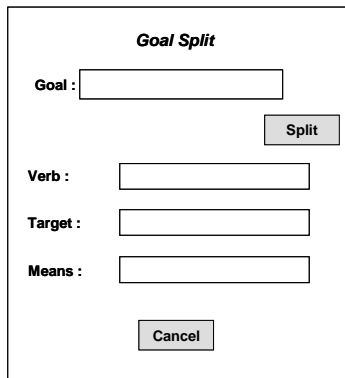 Goal Split
Goal :
Split
Verb :
Target :
Means :
Cancel